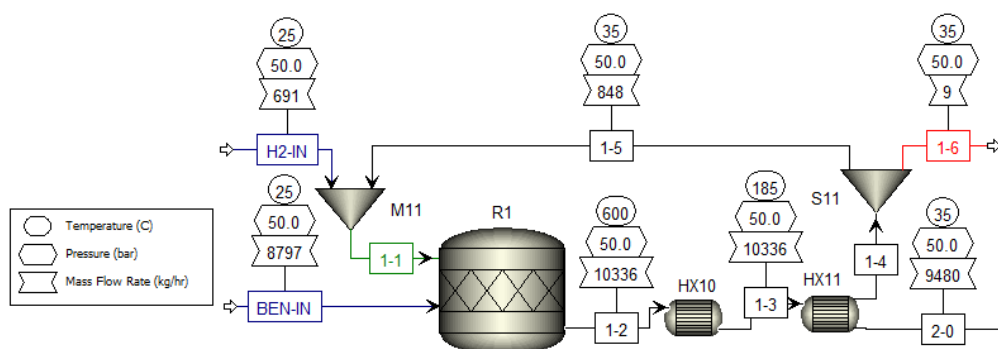 25
50.0
691
H2-IN
35
50.0
848
1-5
35
50.0
9
1-6
25
50.0
8797
BEN-IN
M11
1-1
R1
600
50.0
10336
1-2
HX10
185
50.0
10336
1-3
HX11
S11
1-4
35
50.0
9480
2-0
Temperature (C)
Pressure (bar)
Mass Flow Rate (kg/hr)